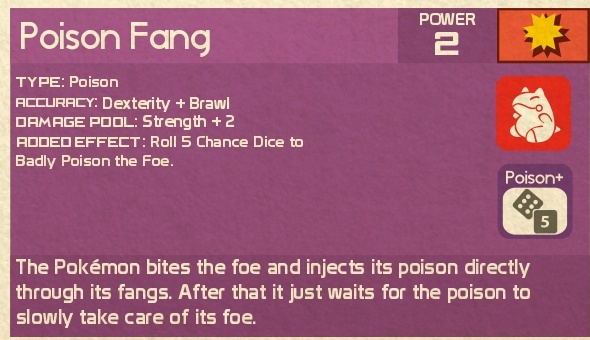 Poison Fang
POWER
2
TYPE: Poison
ACCURACY: Dexterity + Brawl
DAMAGE POOL: Strength + 2
ADDED EFFECT: Roll 5 Chance Dice to
Badly Poison the Foe.
Poison+
5
The Pokémon bites the foe and injects its poison directly
through its fangs. After that it just waits for the poison to
slowly take care of its foe.